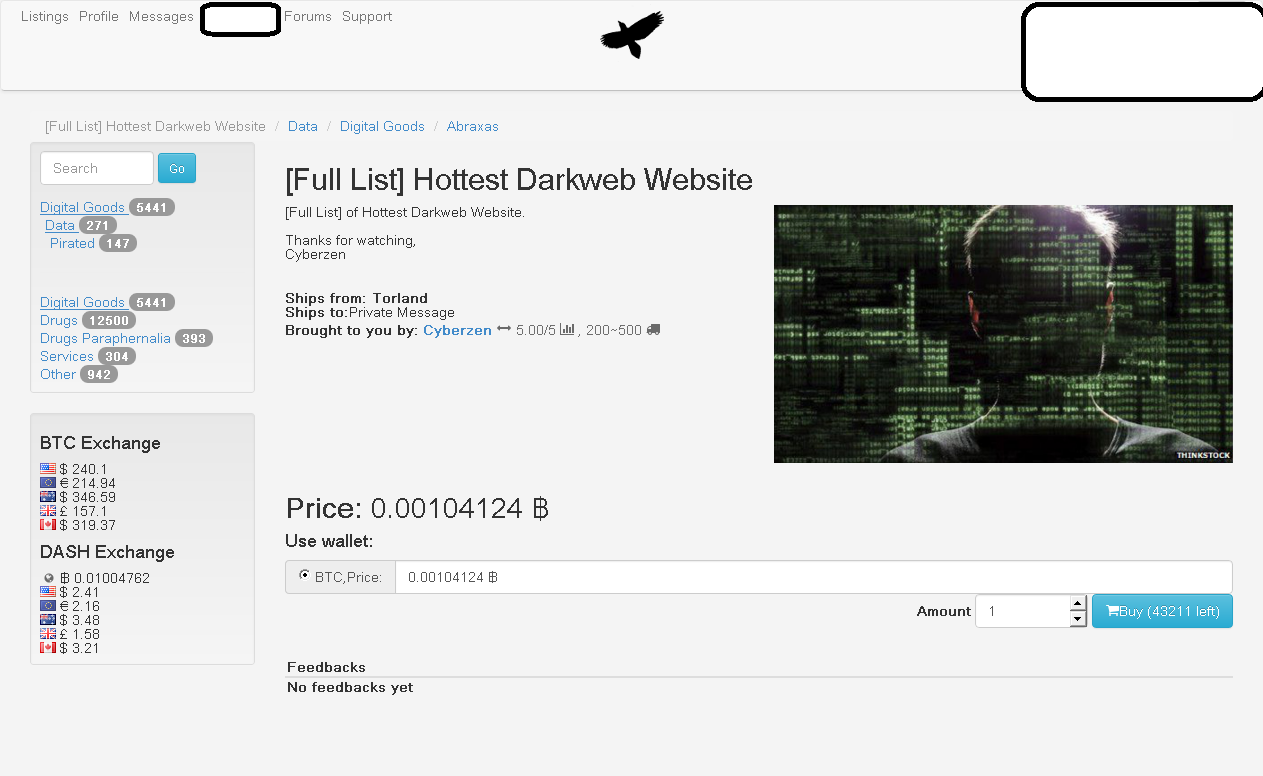 Listings Profile Messages Forums Support
[Full List] Hottest Darkweb Website / Data / Digital Goods / Abraxas
Search Go
Digital Goods 5441
Data 271
Pirated 147
Digital Goods 5441
Drugs 12500
Drugs Paraphernalia 393
Services 304
Other 942
BTC Exchange
$ 240.1
€ 214.94
$ 346.59
£ 157.1
$ 319.37
DASH Exchange
฿ 0.01004762
$ 2.41
€ 2.16
$ 3.48
£ 1.58
$ 3.21
[Full List] Hottest Darkweb Website
[Full List] of Hottest Darkweb Website.
Thanks for watching,
Cyberzen
Ships from: Torland
Ships to:Private Message
Brought to you by: Cyberzen 5.00/5 , 200~500
THINKSTOCK
Price: 0.00104124 ฿
Use wallet:
BTC,Price: 0.00104124 ฿
Amount 1 Buy (43211 left)
Feedbacks
No feedbacks yet